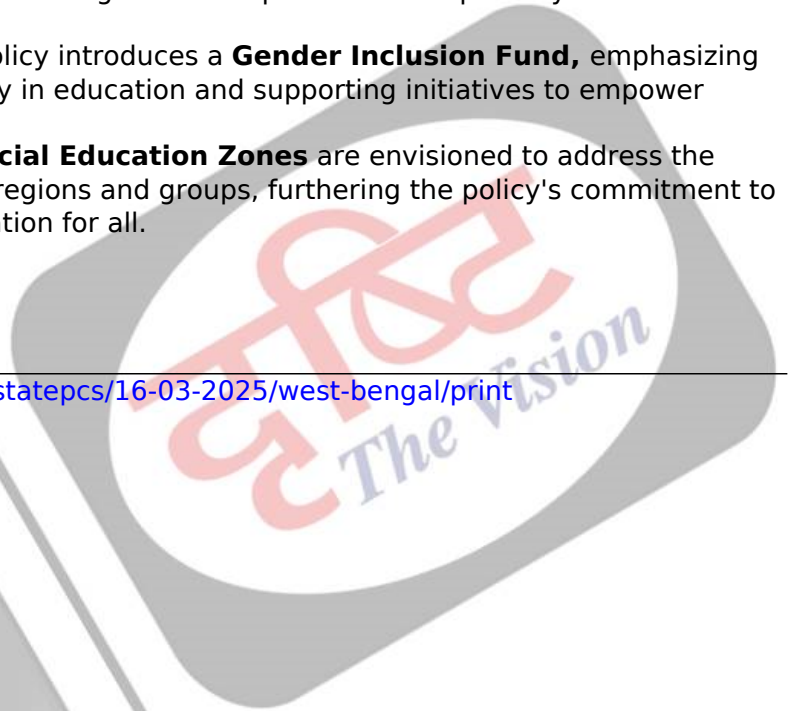 olicy introduces a Gender Inclusion Fund, emphasizing
y in education and supporting initiatives to empower
cial Education Zones are envisioned to address the
regions and groups, furthering the policy's commitment to
tion for all.
दृष्टि
The Vision
statepcs/16-03-2025/west-bengal/print